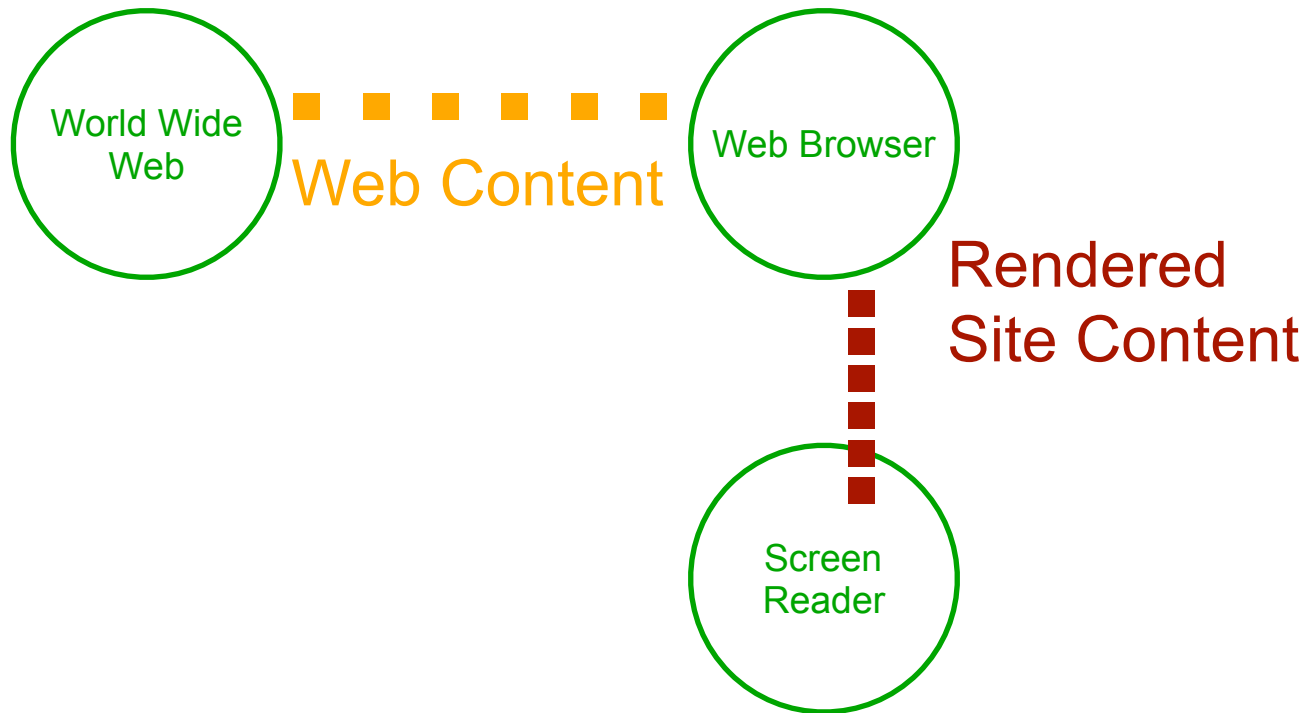 World Wide
Web
Web Content
Web Browser
Rendered
Site Content
Screen
Reader